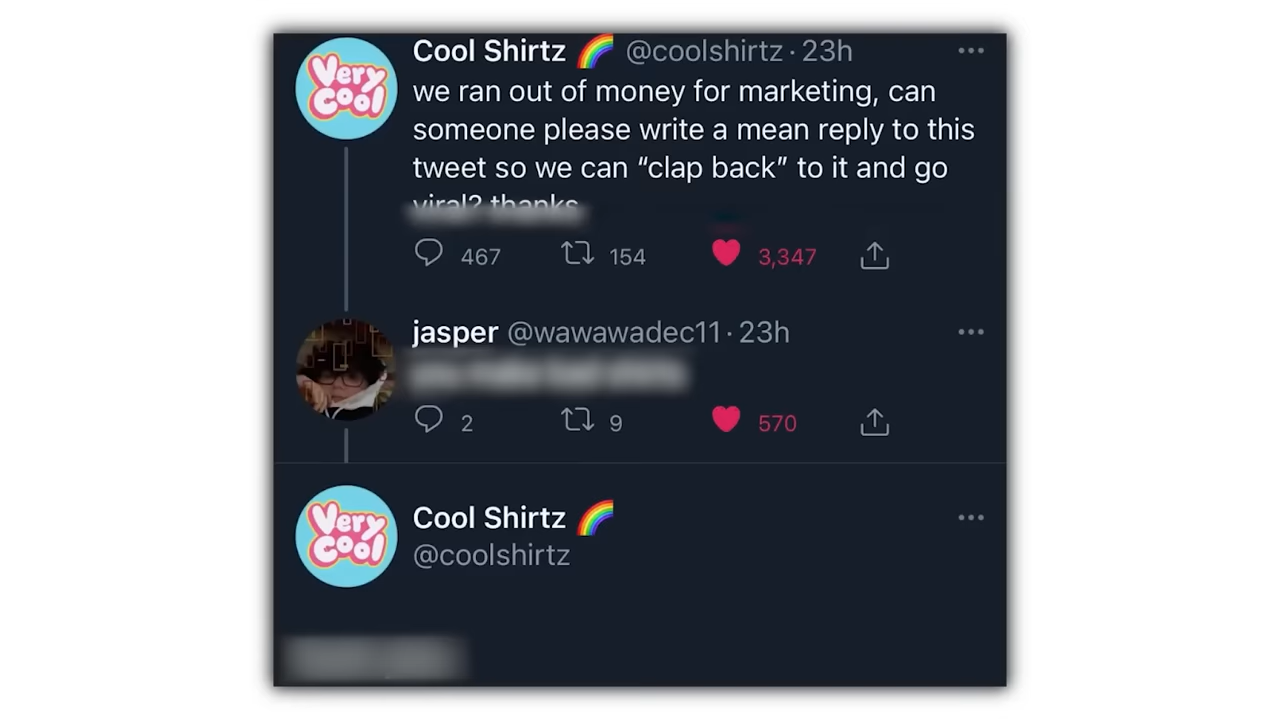 Cool Shirtz 🌈 @coolshirtz · 23h
we ran out of money for marketing, can
someone please write a mean reply to this
tweet so we can “clap back” to it and go
viral? thanks
467 154 3,347
jasper @wawawadec11 · 23h
2 9 570
Cool Shirtz 🌈
@coolshirtz
Very
Cool
Very
Cool